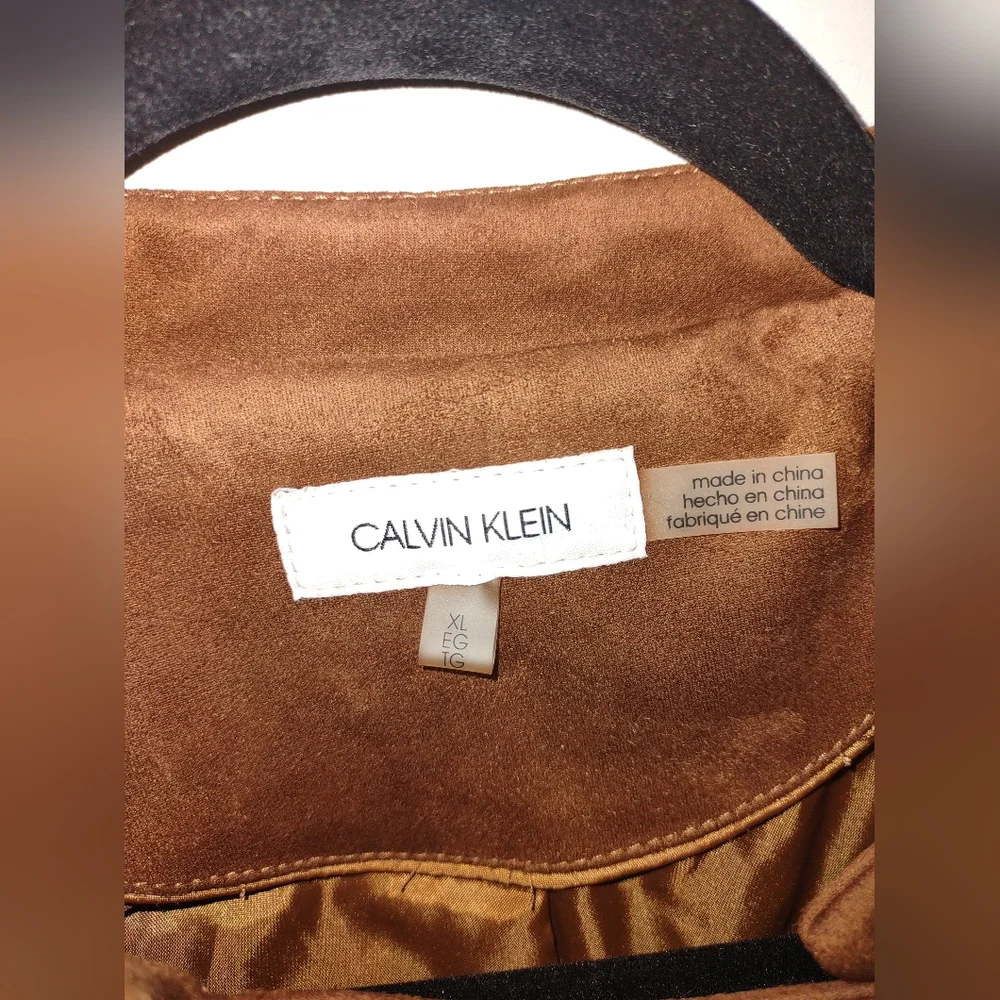 CALVIN KLEIN
made in china
hecho en china
fabriqué en chine
XL
EG
TG